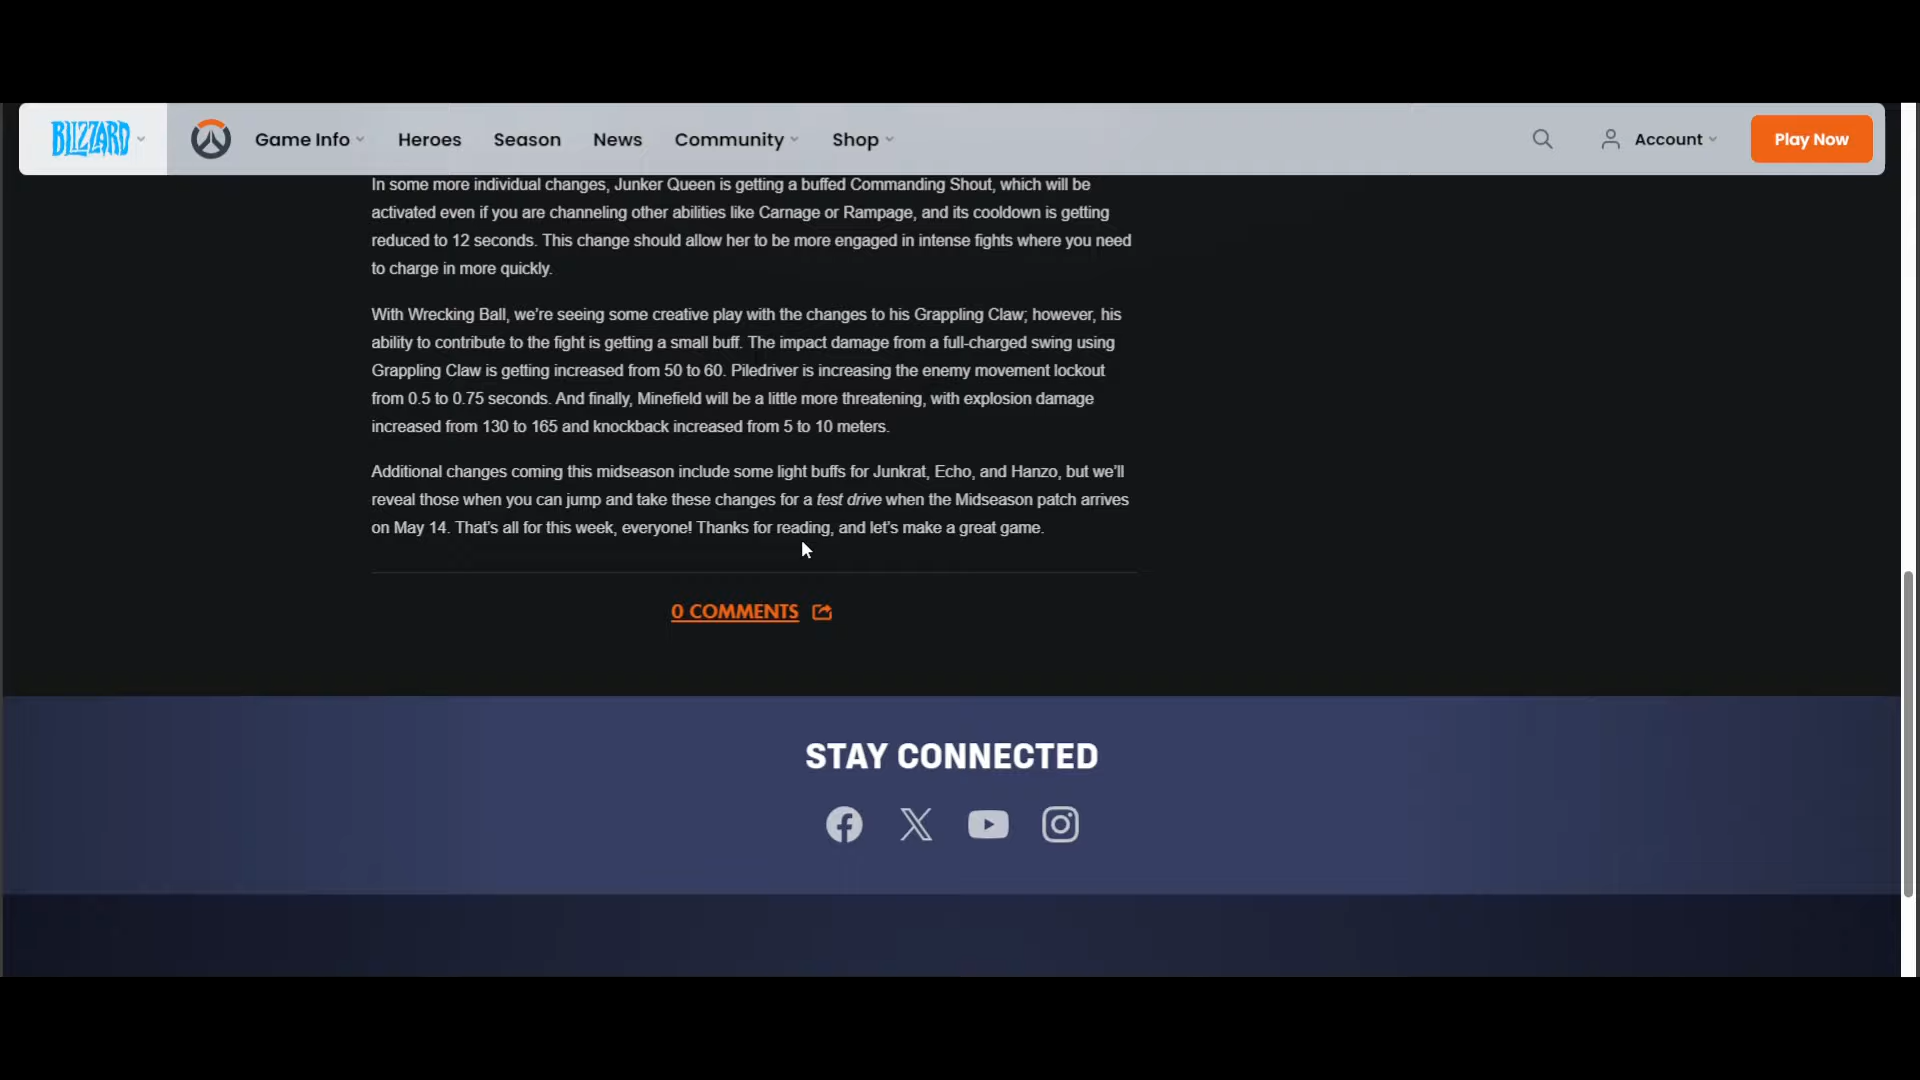 BLIZZARD
Game Info
Heroes
Season
News
Community
Shop
Account
Play Now
In some more individual changes, Junker Queen is getting a buffed Commanding Shout, which will be
activated even if you are channeling other abilities like Carnage or Rampage, and its cooldown is getting
reduced to 12 seconds. This change should allow her to be more engaged in intense fights where you need
to charge in more quickly.
With Wrecking Ball, we’re seeing some creative play with the changes to his Grappling Claw; however, his
ability to contribute to the fight is getting a small buff. The impact damage from a full-charged swing using
Grappling Claw is getting increased from 50 to 60. Piledriver is increasing the enemy movement lockout
from 0.5 to 0.75 seconds. And finally, Minefield will be a little more threatening, with explosion damage
increased from 130 to 165 and knockback increased from 5 to 10 meters.
Additional changes coming this midseason include some light buffs for Junkrat, Echo, and Hanzo, but we’ll
reveal those when you can jump and take these changes for a test drive when the Midseason patch arrives
on May 14. That’s all for this week, everyone! Thanks for reading, and let’s make a great game.
0 COMMENTS
STAY CONNECTED